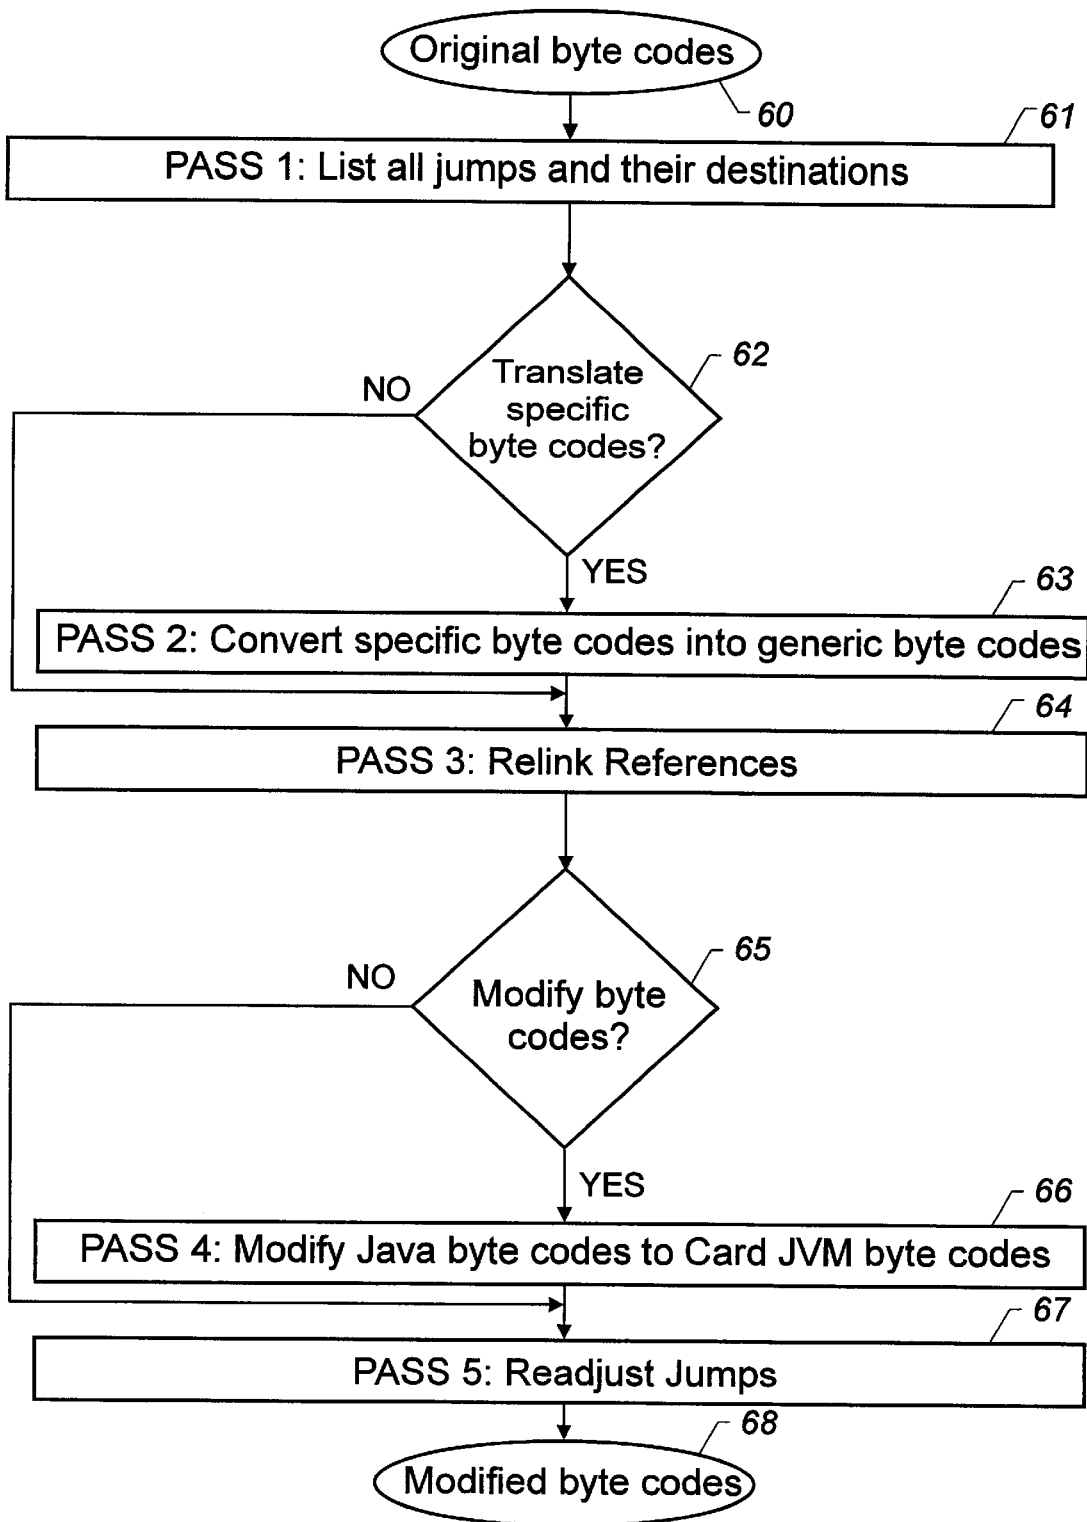 Original byte codes
60
61
PASS 1: List all jumps and their destinations
62
NO
Translate
specific
byte codes?
YES
63
PASS 2: Convert specific byte codes into generic byte codes
64
PASS 3: Relink References
65
NO
Modify byte
codes?
YES
66
PASS 4: Modify Java byte codes to Card JVM byte codes
67
PASS 5: Readjust Jumps
68
Modified byte codes